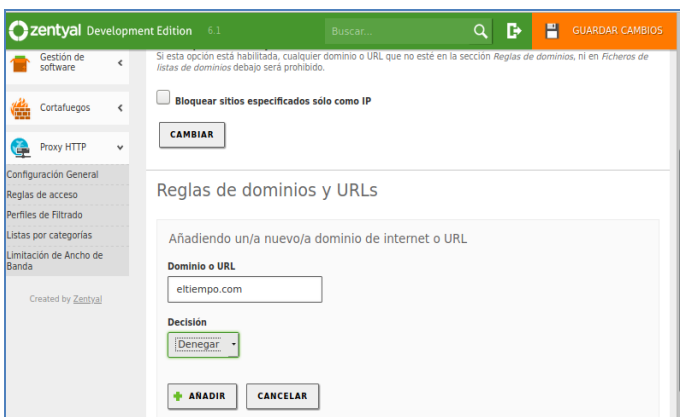 zentyal Development Edition 6.1
Buscar...
GUARDAR CAMBIOS
Gestión de
software
Cortafuegos
Proxy HTTP
Configuración General
Reglas de acceso
Perfiles de Filtrado
Listas por categorías
Limitación de Ancho de
Banda
Created by Zentyal
Si esta opción está habilitada, cualquier dominio o URL que no esté en la sección Reglas de dominios, ni en Ficheros de
listas de dominios debajo será prohibido.
Bloquear sitios especificados sólo como IP
CAMBIAR
Reglas de dominios y URLs
Añadiendo un/a nuevo/a dominio de internet o URL
Dominio o URL
eltiempo.com
Decisión
Denegar
AÑADIR
CANCELAR